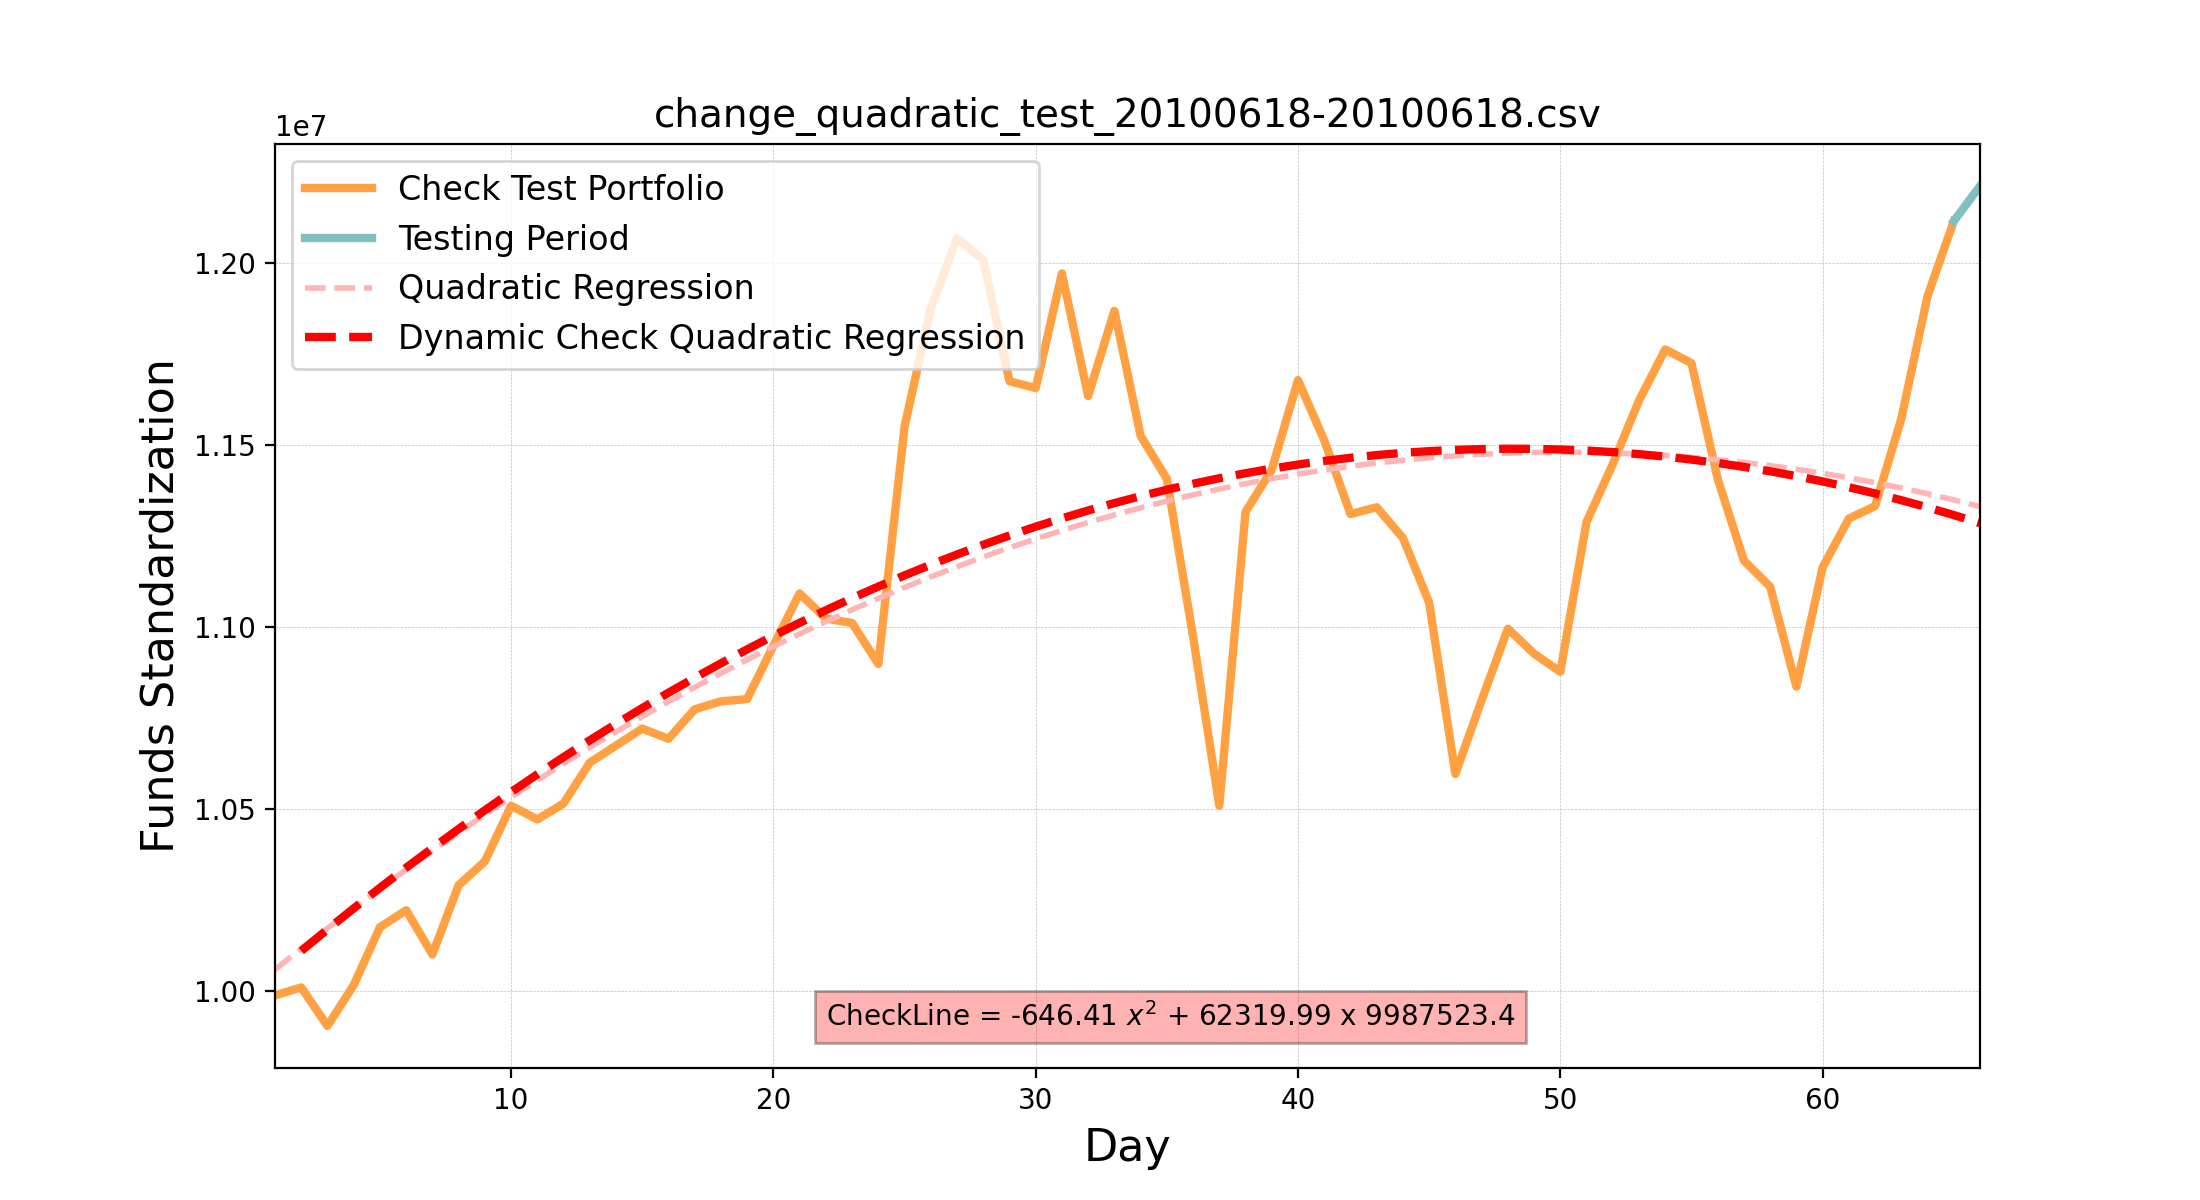 change_quadratic_test_20100618-20100618.csv
1e7
Check Test Portfolio
Testing Period
Quadratic Regression
Dynamic Check Quadratic Regression
1.20
1.15
1.10
1.05
1.00
Funds Standardization
CheckLine = -646.41 x² + 62319.99 x 9987523.4
10 20 30 40 50 60
Day